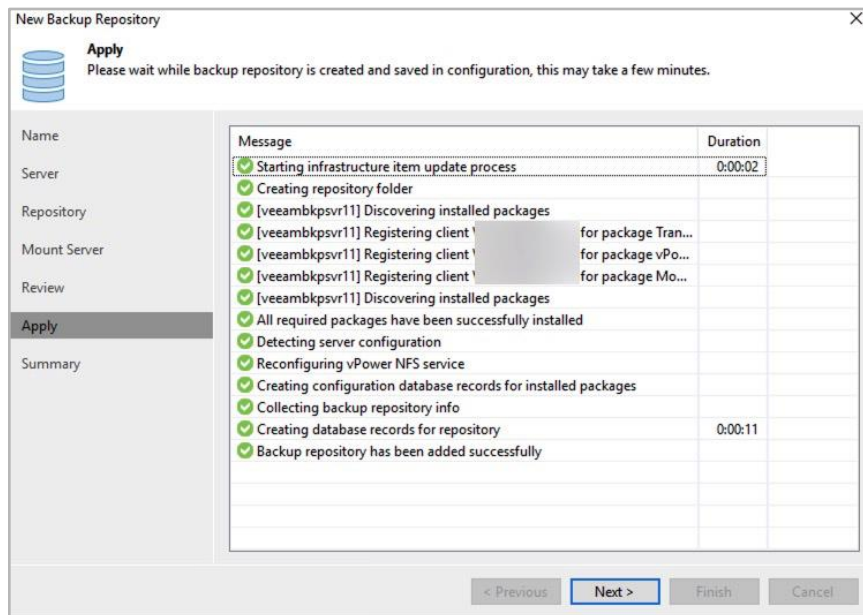 New Backup Repository
Apply
Please wait while backup repository is created and saved in configuration, this may take a few minutes.
Name
Server
Repository
Mount Server
Review
Apply
Summary
Message Duration
Starting infrastructure item update process 0:00:02
Creating repository folder
[veeambkpsvr11] Discovering installed packages
[veeambkpsvr11] Registering client for package Tran...
[veeambkpsvr11] Registering client for package vPo...
[veeambkpsvr11] Registering client for package Mo...
[veeambkpsvr11] Discovering installed packages
All required packages have been successfully installed
Detecting server configuration
Reconfiguring vPower NFS service
Creating configuration database records for installed packages
Collecting backup repository info
Creating database records for repository 0:00:11
Backup repository has been added successfully
< Previous Next > Finish Cancel